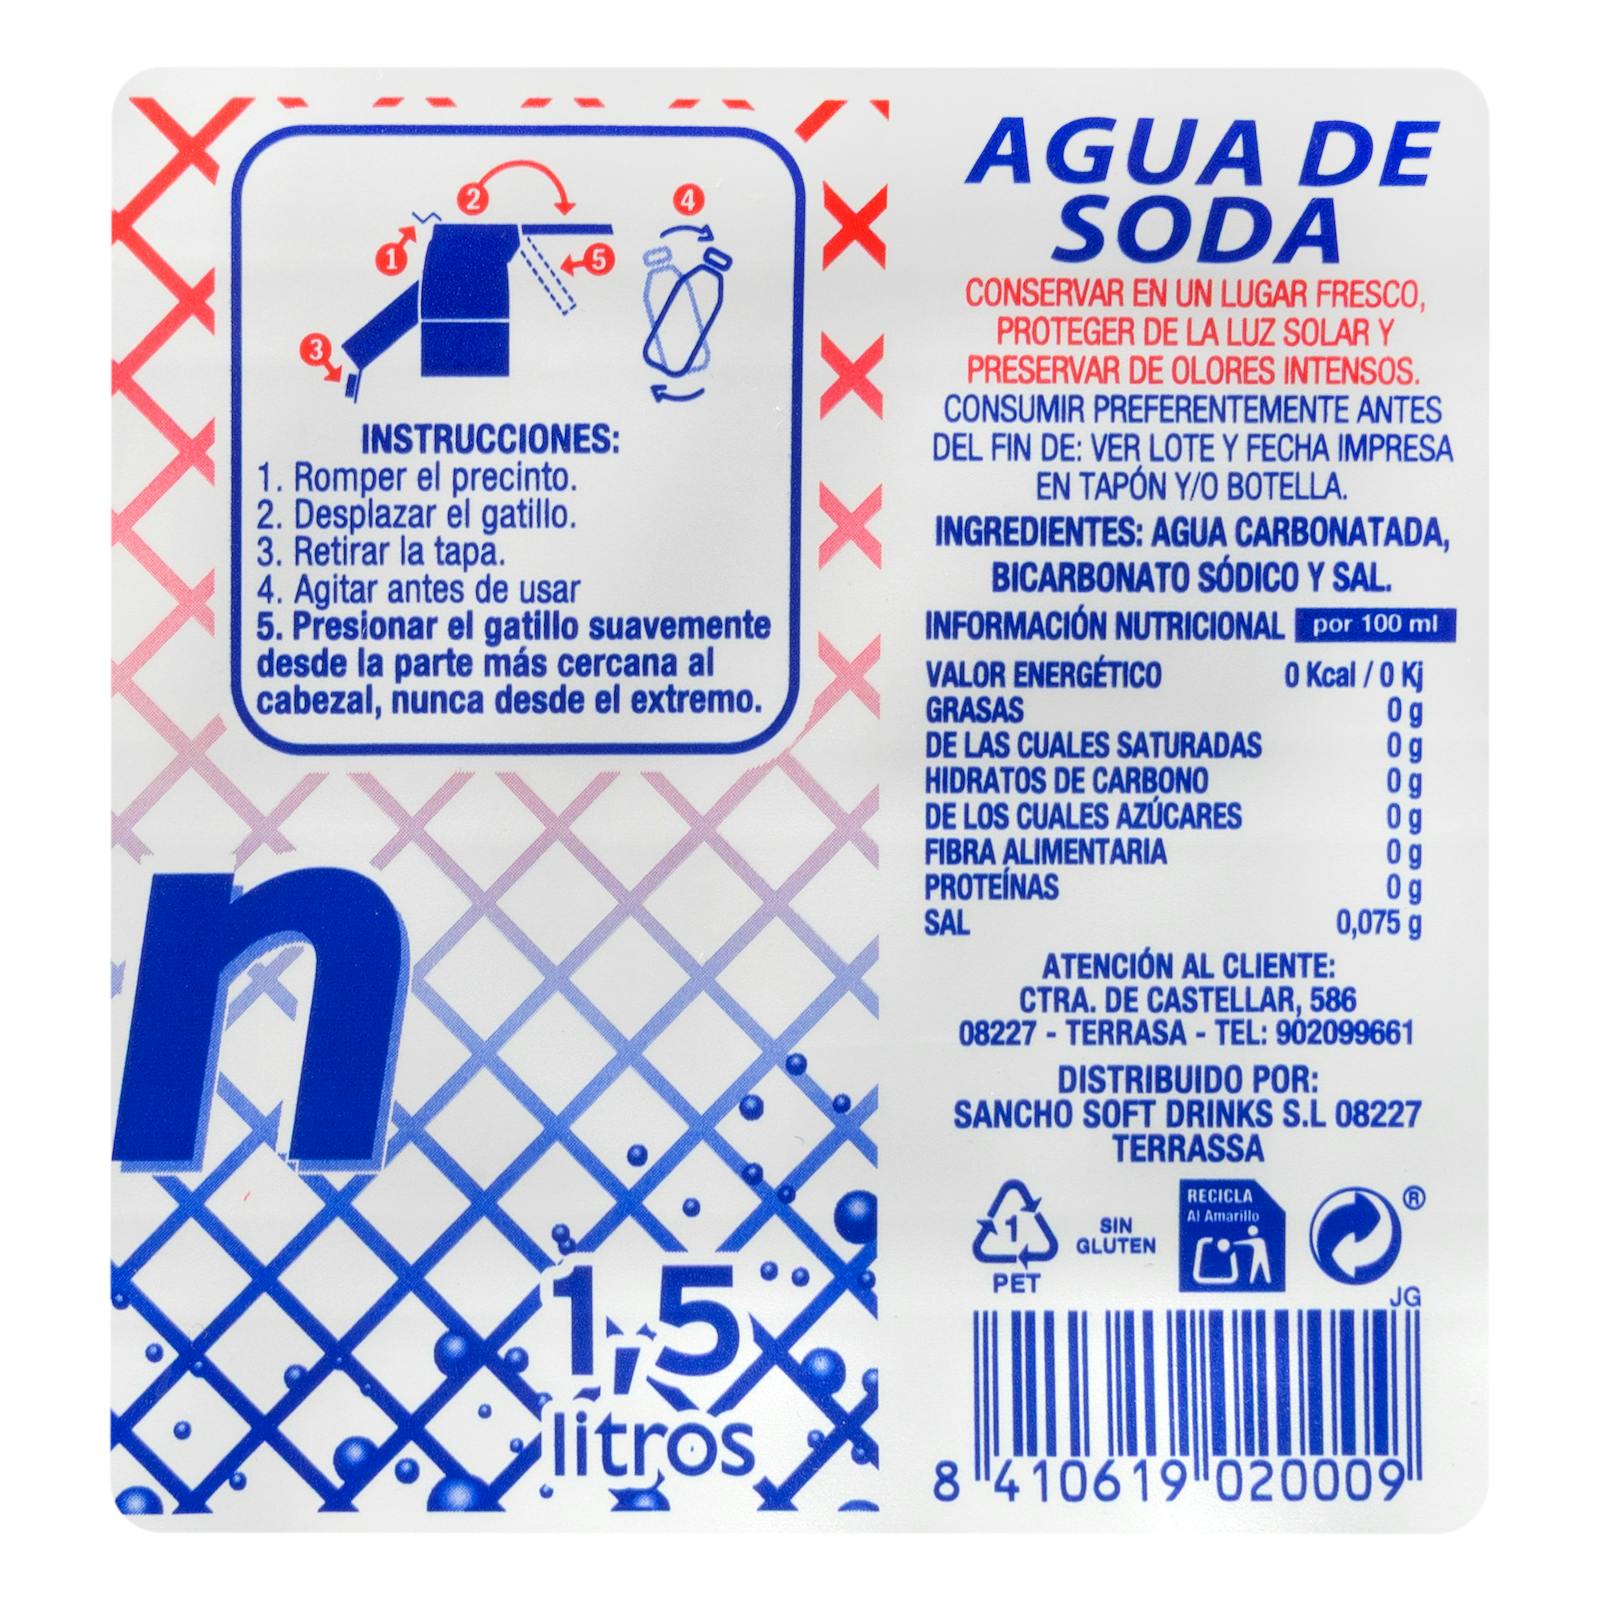 2
4
1
5
3
INSTRUCCIONES:
1. Romper el precinto.
2. Desplazar el gatillo.
3. Retirar la tapa.
4. Agitar antes de usar
5. Presionar el gatillo suavemente
desde la parte más cercana al
cabezal, nunca desde el extremo.
n
1,5
litros
AGUA DE
SODA
CONSERVAR EN UN LUGAR FRESCO,
PROTEGER DE LA LUZ SOLAR Y
PRESERVAR DE OLORES INTENSOS.
CONSUMIR PREFERENTEMENTE ANTES
DEL FIN DE: VER LOTE Y FECHA IMPRESA
EN TAPÓN Y/O BOTELLA.
INGREDIENTES: AGUA CARBONATADA,
BICARBONATO SÓDICO Y SAL.
INFORMACIÓN NUTRICIONAL por 100 ml
VALOR ENERGÉTICO 0 Kcal / 0 Kj
GRASAS 0 g
DE LAS CUALES SATURADAS 0 g
HIDRATOS DE CARBONO 0 g
DE LOS CUALES AZÚCARES 0 g
FIBRA ALIMENTARIA 0 g
PROTEÍNAS 0 g
SAL 0,075 g
ATENCIÓN AL CLIENTE:
CTRA. DE CASTELLAR, 586
08227 - TERRASA - TEL: 902099661
DISTRIBUIDO POR:
SANCHO SOFT DRINKS S.L 08227
TERRASSA
1
PET
SIN
GLUTEN
RECICLA
Al Amarillo
®
JG
8 410619 020009